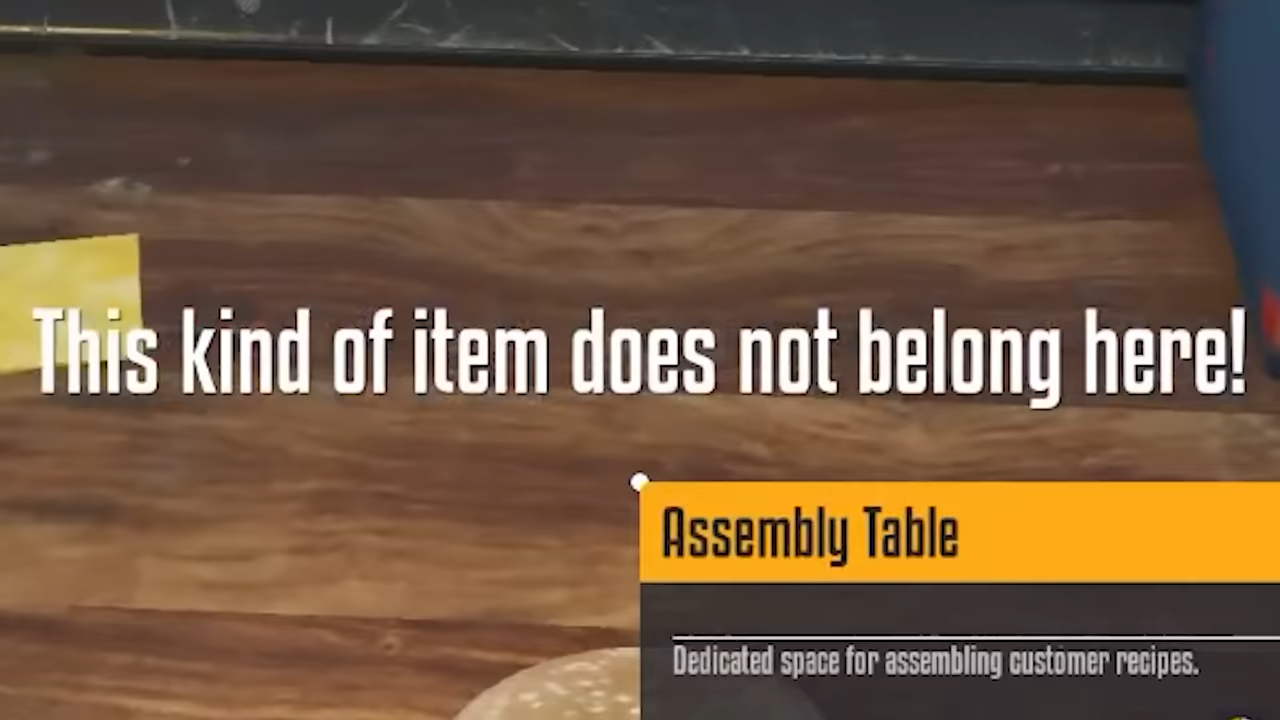 This kind of item does not belong here!
Assembly Table
Dedicated space for assembling customer recipes.